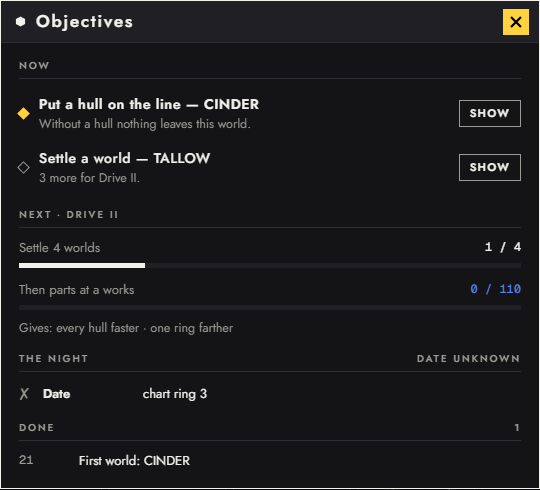 Objectives
NOW
Put a hull on the line — CINDER
Without a hull nothing leaves this world.
SHOW
Settle a world — TALLOW
3 more for Drive II.
SHOW
NEXT · DRIVE II
Settle 4 worlds 1 / 4
Then parts at a works 0 / 110
Gives: every hull faster · one ring farther
THE NIGHT DATE UNKNOWN
X Date chart ring 3
DONE 1
21 First world: CINDER